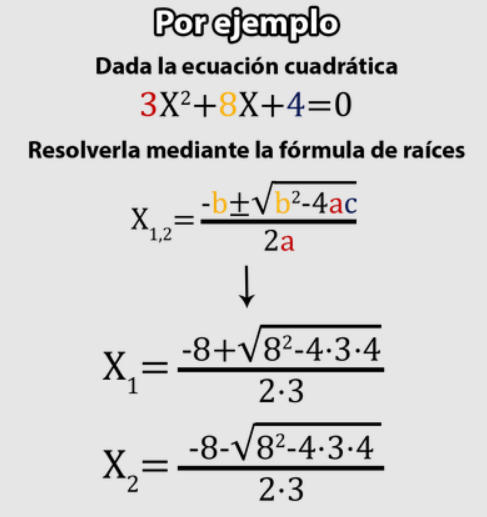 Por ejemplo
Dada la ecuación cuadrática
3X²+8X+4=0
Resolverla mediante la fórmula de raíces
X₁,₂= (-b±√(b²-4ac))/(2a)
↓
X₁= (-8+√(8²-4·3·4))/(2·3)
X₂= (-8-√(8²-4·3·4))/(2·3)